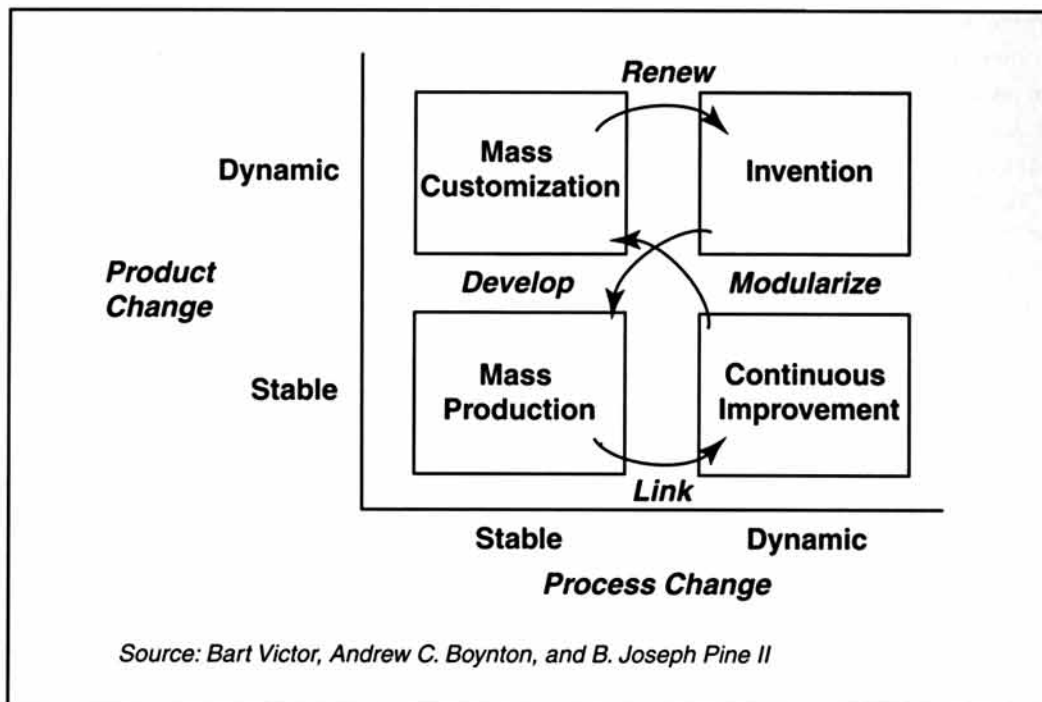 Renew
Dynamic
Mass
Customization
Invention
Product
Change
Develop
Modularize
Stable
Mass
Production
Continuous
Improvement
Link
Stable
Dynamic
Process Change
Source: Bart Victor, Andrew C. Boynton, and B. Joseph Pine II